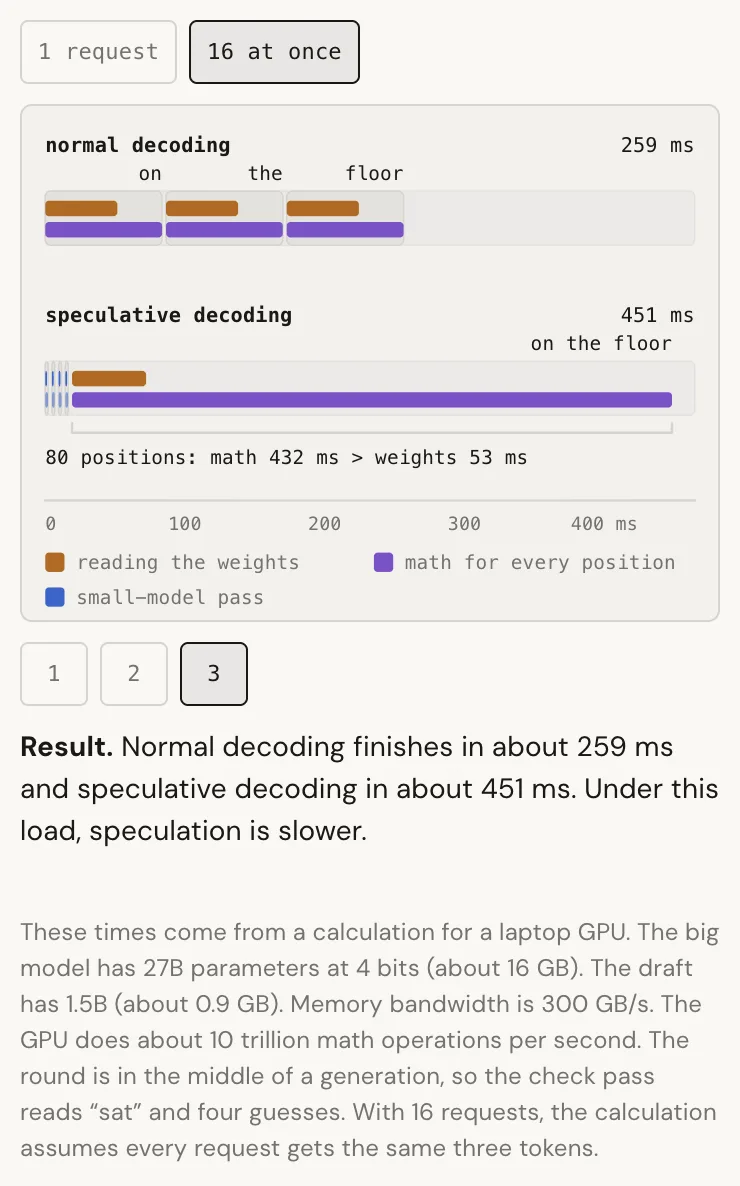 1 request 16 at once
normal decoding 259 ms
on the floor
speculative decoding 451 ms
on the floor
80 positions: math 432 ms > weights 53 ms
0 100 200 300 400 ms
reading the weights math for every position
small–model pass
1 2 3
Result. Normal decoding finishes in about 259 ms
and speculative decoding in about 451 ms. Under this
load, speculation is slower.
These times come from a calculation for a laptop GPU. The big
model has 27B parameters at 4 bits (about 16 GB). The draft
has 1.5B (about 0.9 GB). Memory bandwidth is 300 GB/s. The
GPU does about 10 trillion math operations per second. The
round is in the middle of a generation, so the check pass
reads “sat” and four guesses. With 16 requests, the calculation
assumes every request gets the same three tokens.